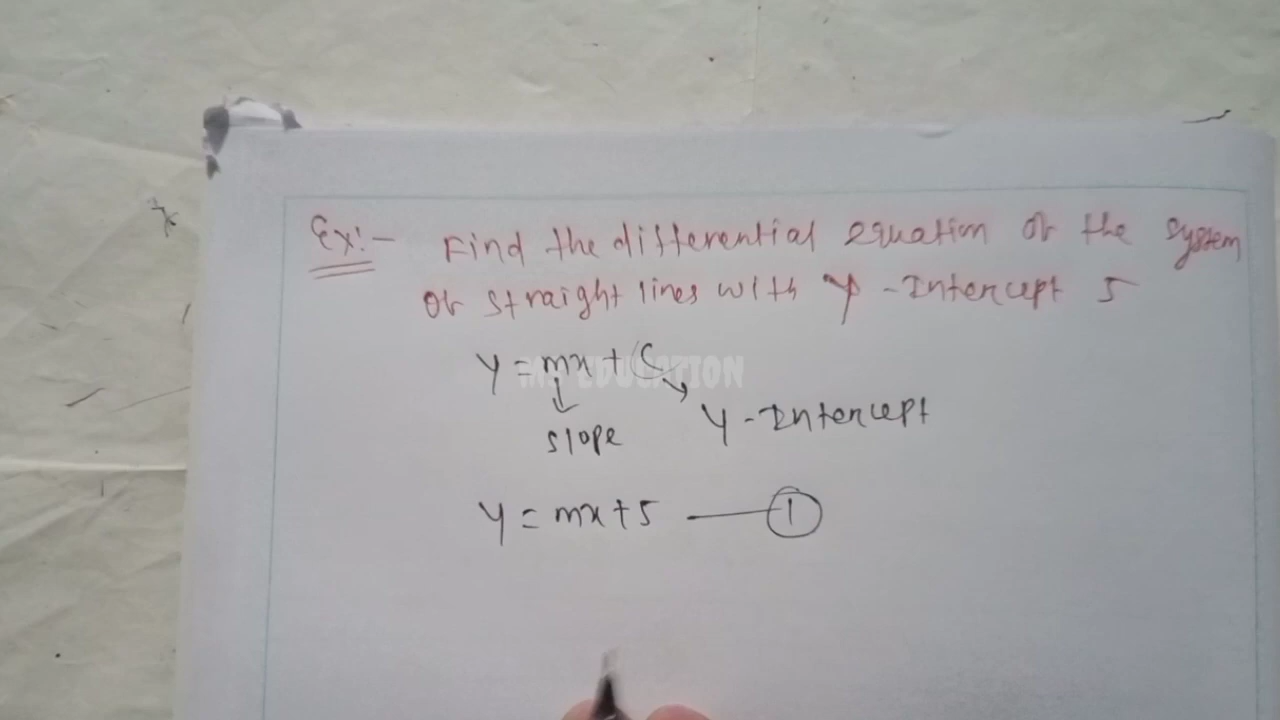 Ex:- Find the differential equation of the system
of straight lines with y - Intercept 5
y = mx + C
slope
y - Intercept
y = mx + 5 — 1